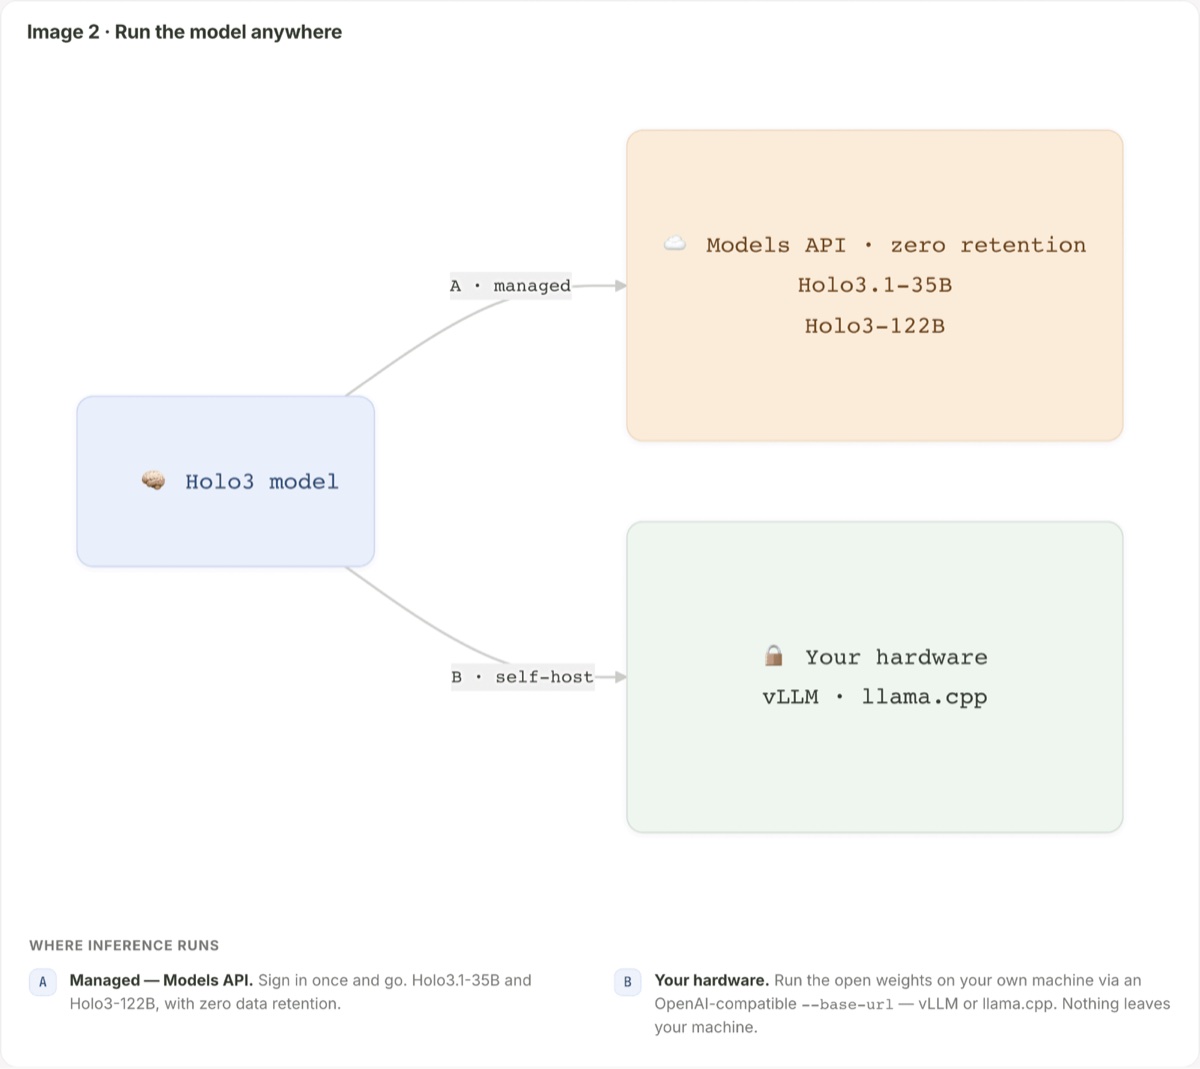 Image 2 · Run the model anywhere
Models API · zero retention
Holo3.1-35B
Holo3-122B
A · managed
Holo3 model
B · self-host
Your hardware
vLLM · llama.cpp
WHERE INFERENCE RUNS
A
Managed — Models API. Sign in once and go. Holo3.1-35B and
Holo3-122B, with zero data retention.
B
Your hardware. Run the open weights on your own machine via an
OpenAI-compatible --base-url — vLLM or llama.cpp. Nothing leaves
your machine.